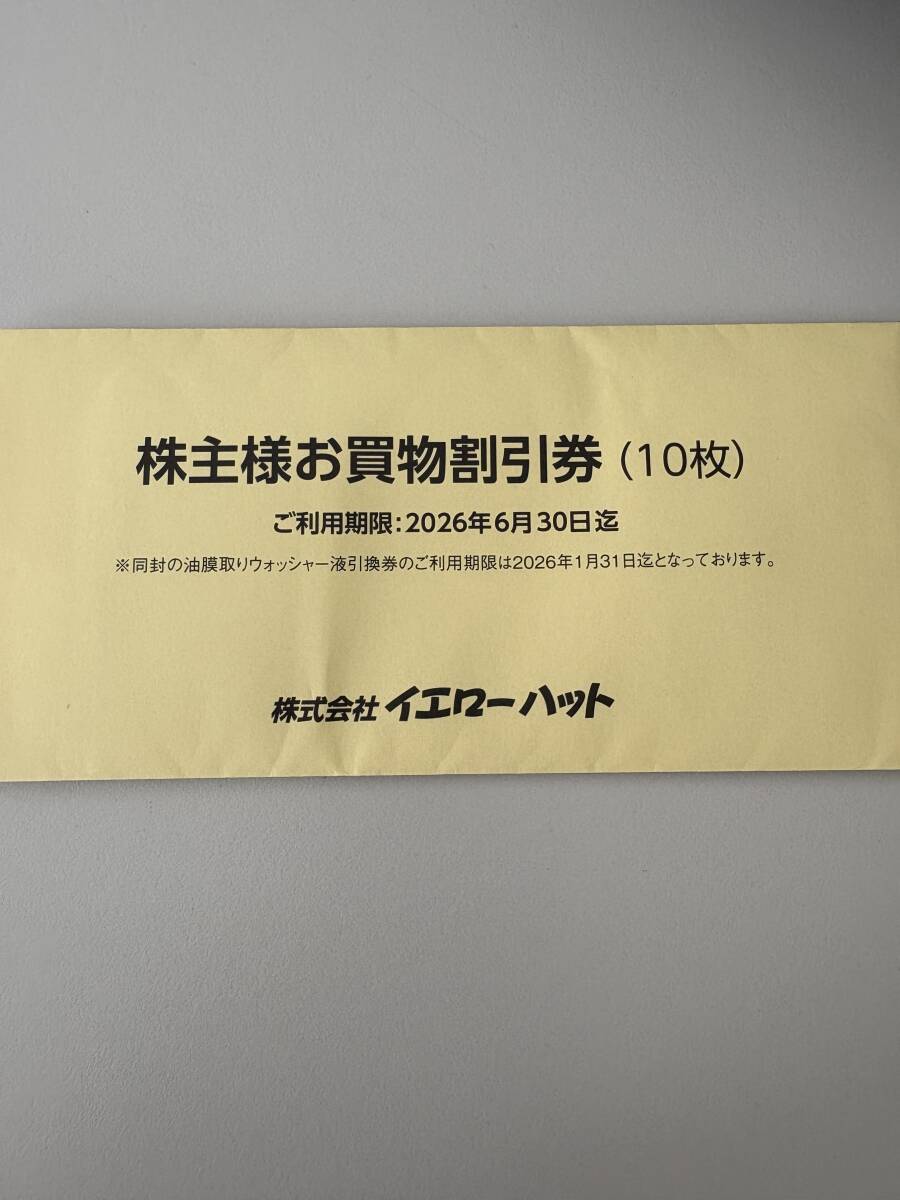 株主様お買物割引券（10枚）
ご利用期限：2026年6月30日迄
※同封の油膜取りウォッシャー液引換券のご利用期限は2026年1月31日迄となっております。
株式会社 イエローハット